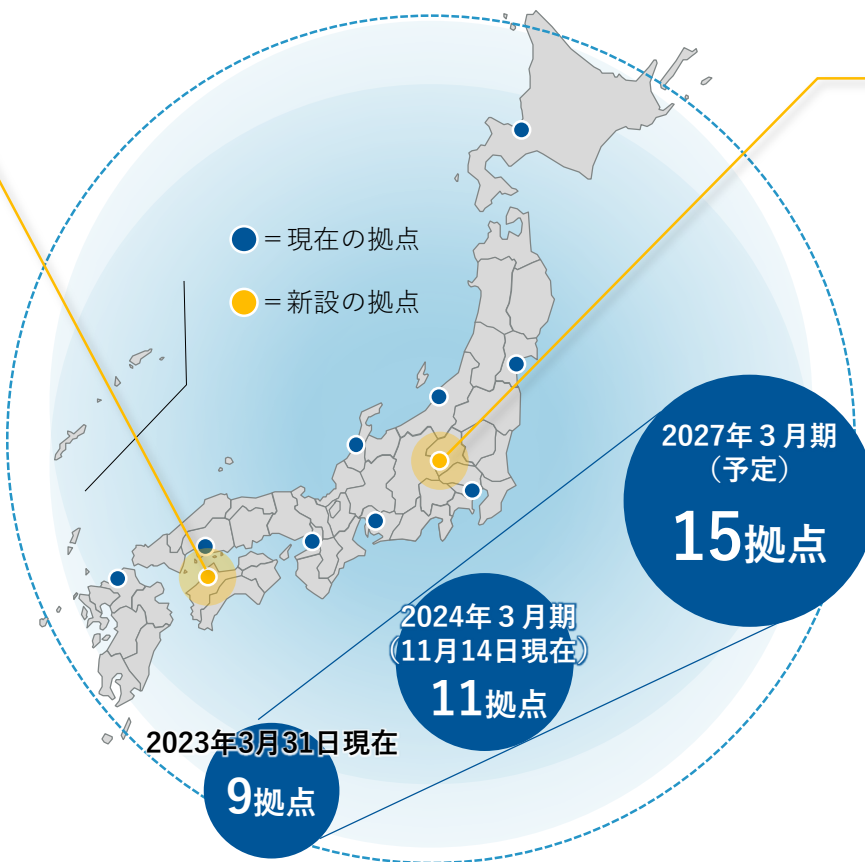 ＝現在の拠点
＝新設の拠点
2027年３月期
（予定）
15拠点
2024年３月期
（11月14日現在）
11拠点
2023年3月31日現在
9拠点